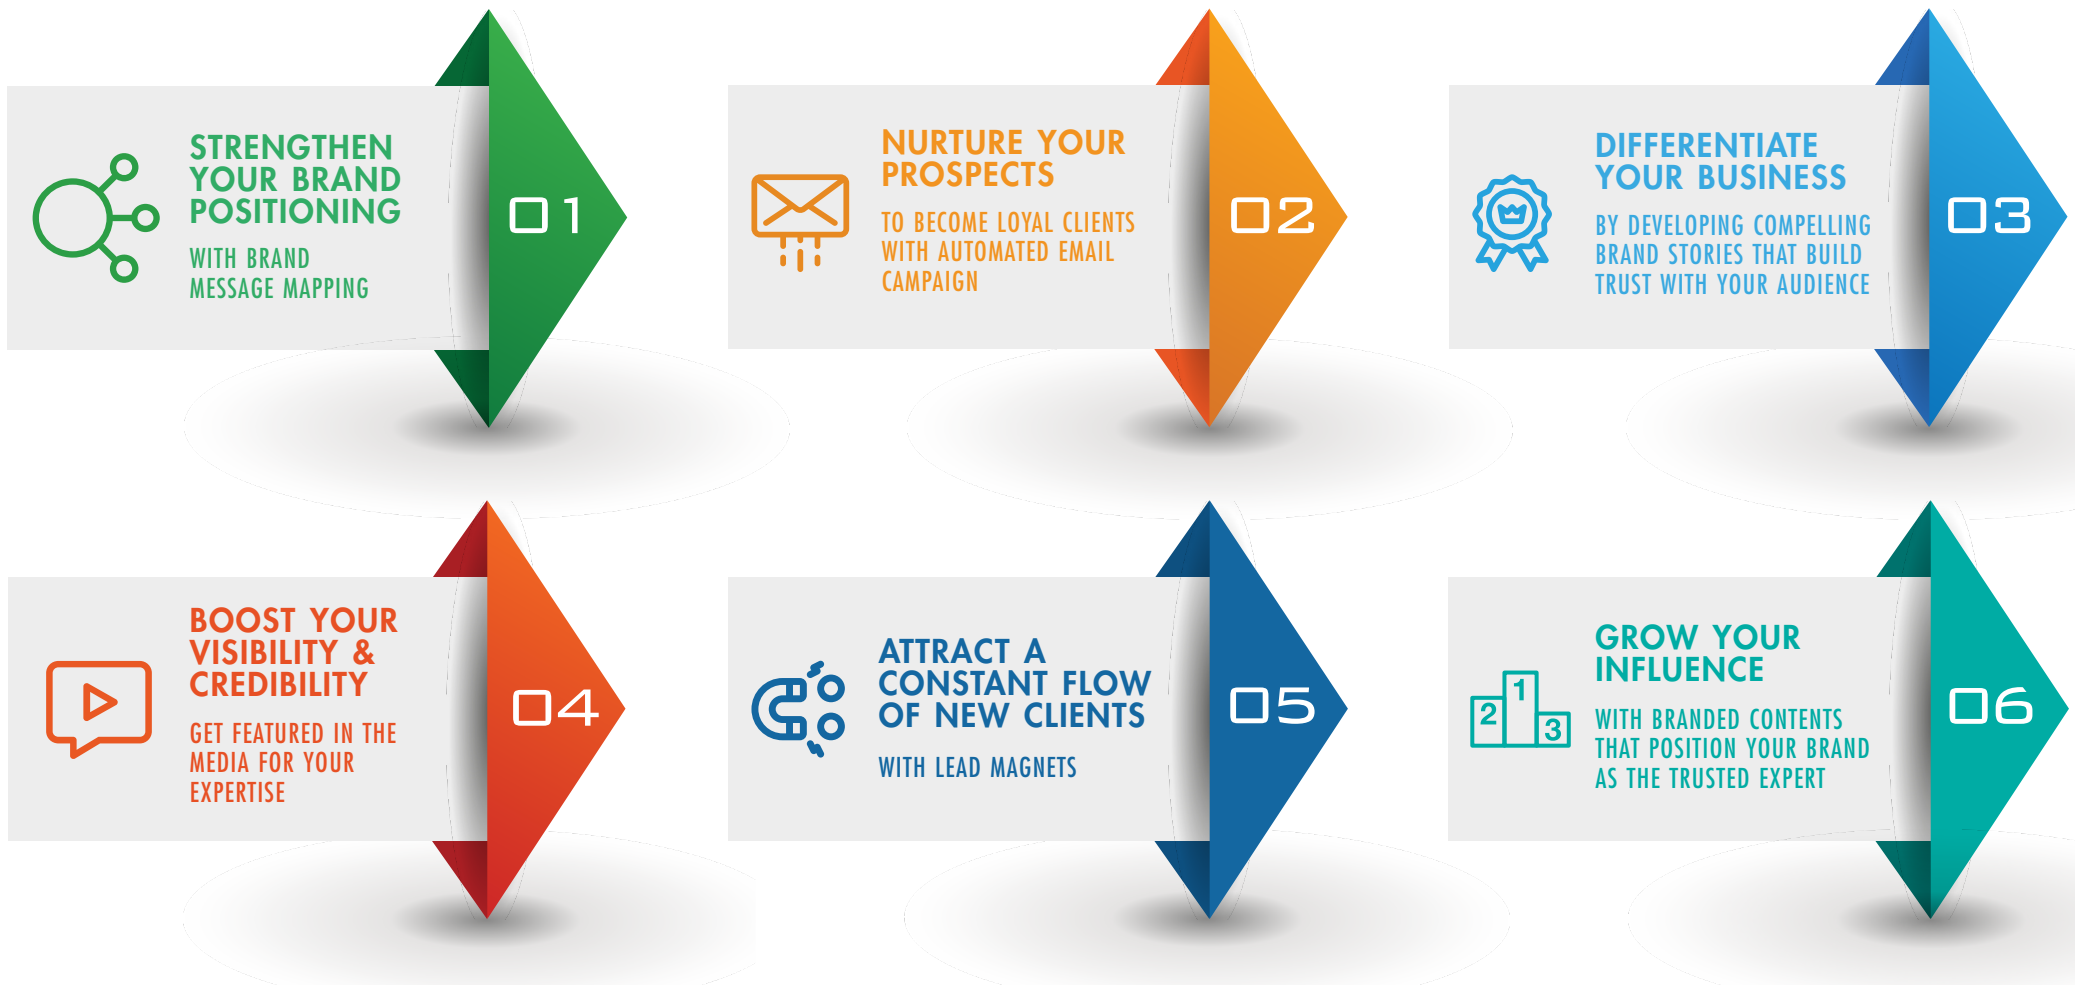 STRENGTHEN
YOUR BRAND
POSITIONING
WITH BRAND
MESSAGE MAPPING
01
NURTURE YOUR
PROSPECTS
TO BECOME LOYAL CLIENTS
WITH AUTOMATED EMAIL
CAMPAIGN
02
DIFFERENTIATE
YOUR BUSINESS
BY DEVELOPING COMPELLING
BRAND STORIES THAT BUILD
TRUST WITH YOUR AUDIENCE
03
BOOST YOUR
VISIBILITY &
CREDIBILITY
GET FEATURED IN THE
MEDIA FOR YOUR
EXPERTISE
04
ATTRACT A
CONSTANT FLOW
OF NEW CLIENTS
WITH LEAD MAGNETS
05
2 1 3
GROW YOUR
INFLUENCE
WITH BRANDED CONTENTS
THAT POSITION YOUR BRAND
AS THE TRUSTED EXPERT
06